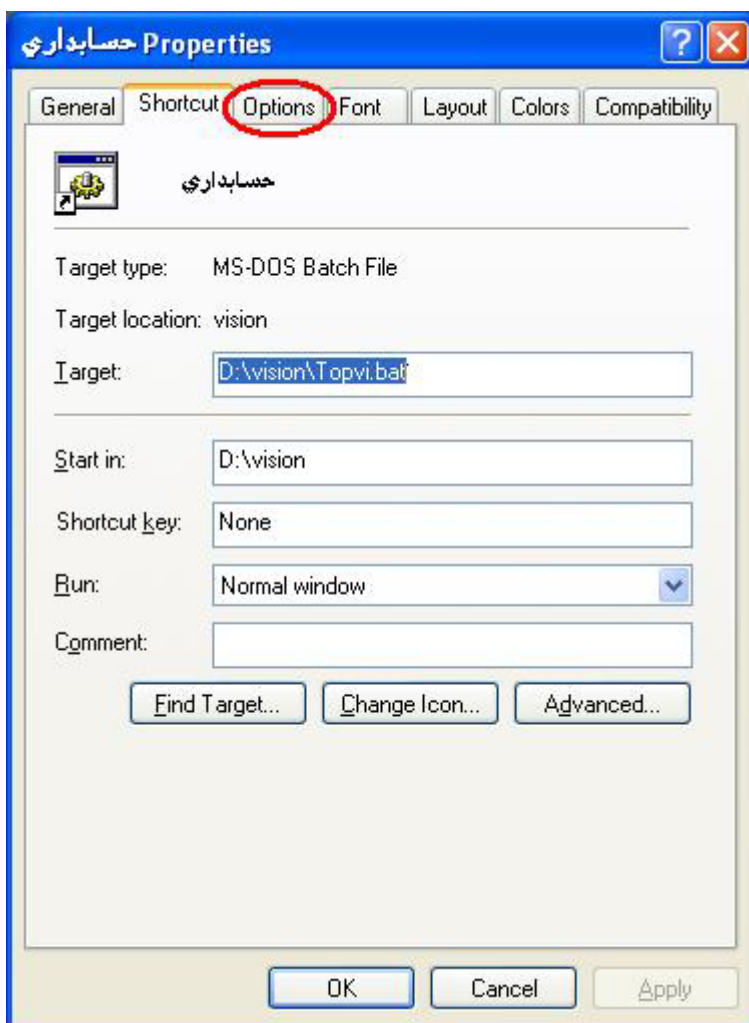 حسابداري Properties
General Shortcut Options Font Layout Colors Compatibility
حسابداري
Target type: MS-DOS Batch File
Target location: vision
Target: D:\vision\Topvi.bat
Start in: D:\vision
Shortcut key: None
Run: Normal window
Comment:
Find Target... Change Icon... Advanced...
OK Cancel Apply